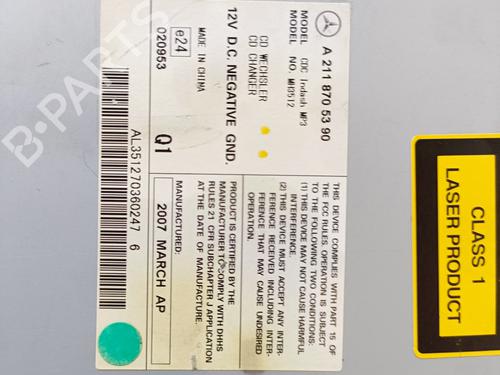 A 211 870 53 90
MODEL CDC Indash MP3
MODEL NO. MH3512
CD WECHSLER
CD CHANGER
12V D.C. NEGATIVE GND.
MADE IN CHINA
e24
020953
Q1
AL351270360247 6
THIS DEVICE COMPLIES WITH PART 15 OF
THE FCC RULES. OPERATION IS SUBJECT
TO THE FOLLOWING TWO CONDITIONS:
(1) THIS DEVICE MAY NOT CAUSE HARMFUL
INTERFERENCE.
(2) THIS DEVICE MUST ACCEPT ANY INTER-
FERENCE RECEIVED INCLUDING INTER-
FERENCE THAT MAY CAUSE UNDESIRED
OPERATION.
PRODUCT IS CERTIFIED BY THE
MANUFACTURER TO COMPLY WITH DHHS
RULES 21 CFR SUBCHAPTER J APPLICATION
AT THE DATE OF MANUFACTURE.
MANUFACTURED:
2007 MARCH AP
CLASS 1
LASER PRODUCT
B-PARTS